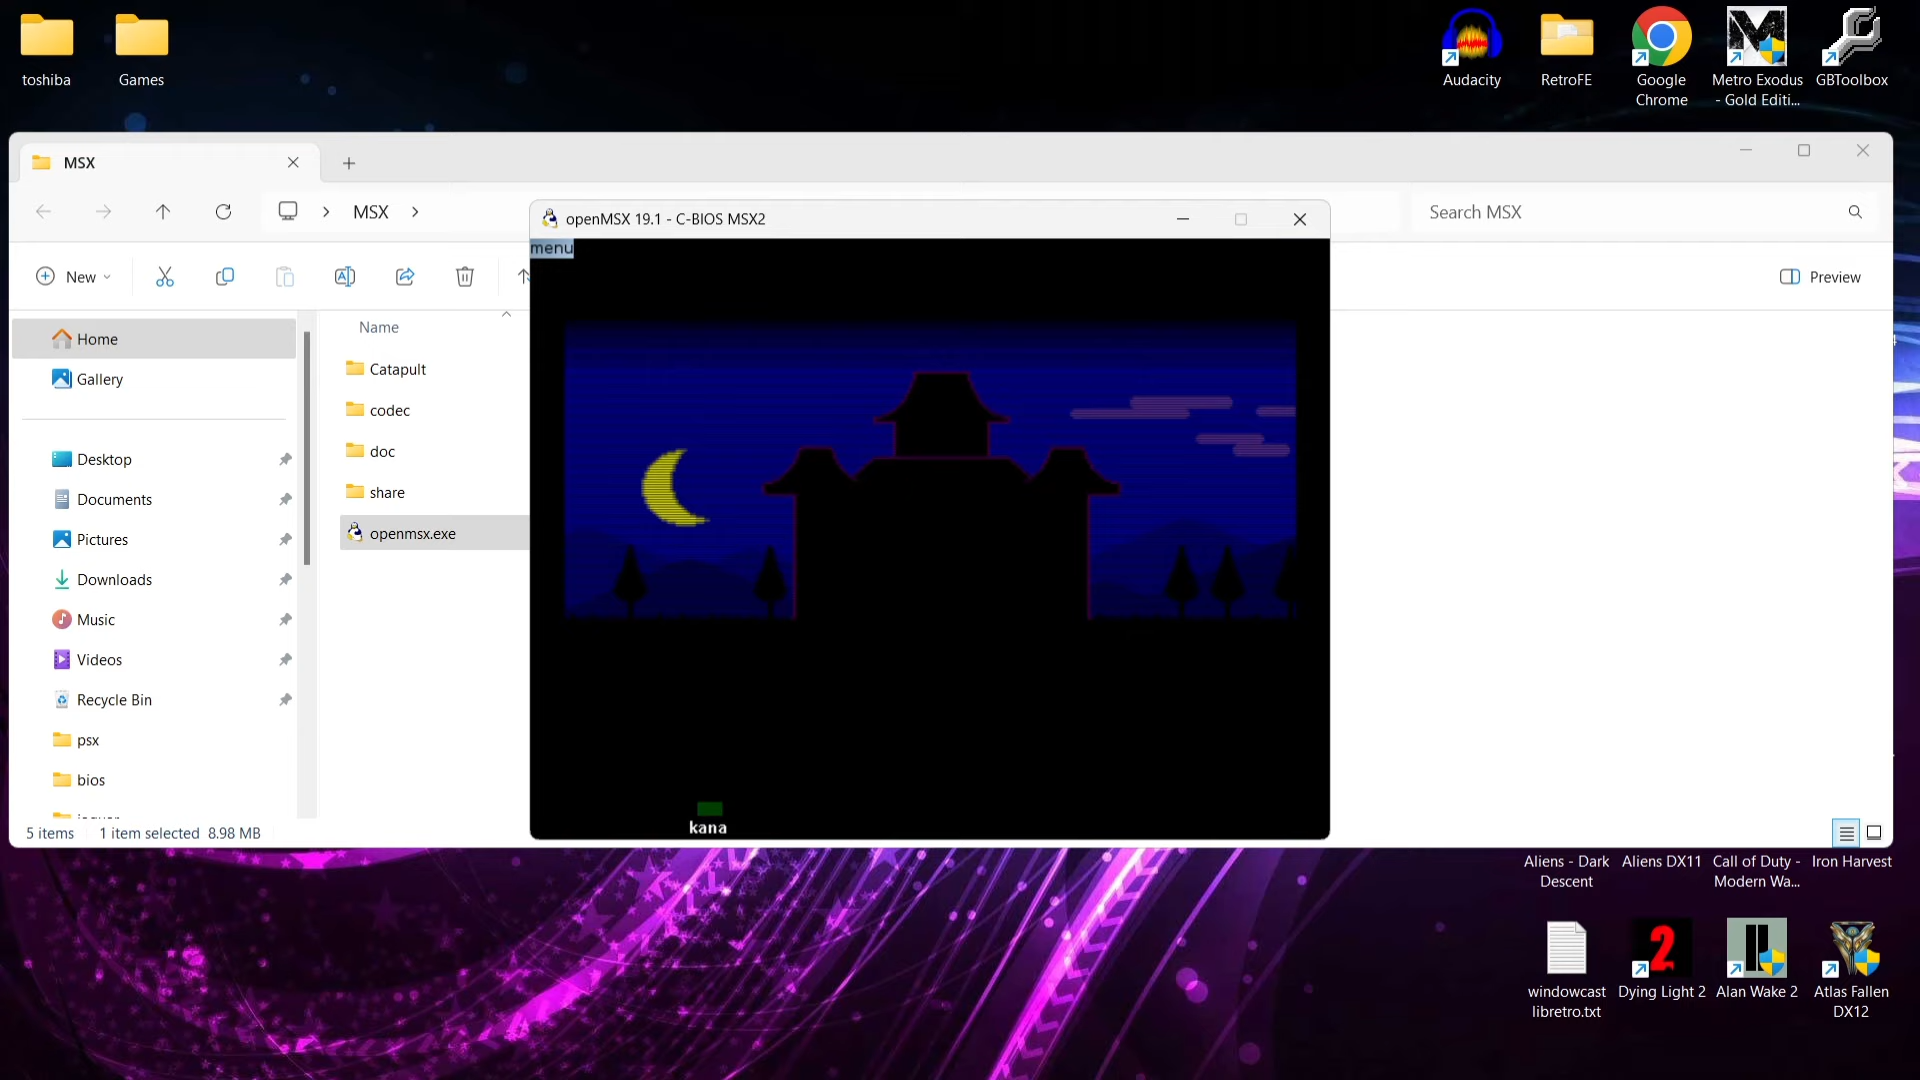 toshiba
Games
Audacity
RetroFE
Google
Chrome
Metro Exodus
- Gold Editi...
GBToolbox
MSX
MSX
Search MSX
openMSX 19.1 - C-BIOS MSX2
menu
New
Preview
Home
Gallery
Desktop
Documents
Pictures
Downloads
Music
Videos
Recycle Bin
psx
bios
Name
Catapult
codec
doc
share
openmsx.exe
kana
5 items
1 item selected 8.98 MB
Aliens - Dark
Descent
Aliens DX11
Call of Duty -
Modern Wa...
Iron Harvest
windowcast
libretro.txt
Dying Light 2
Alan Wake 2
Atlas Fallen
DX12